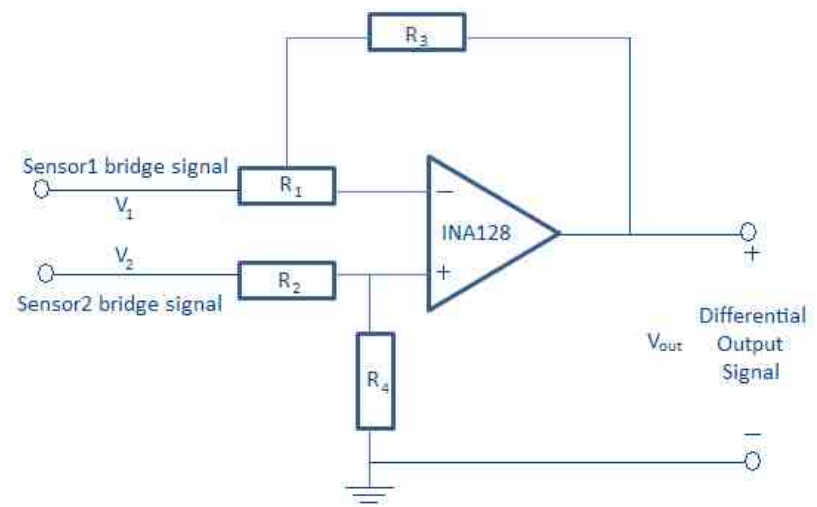 R3
Sensor1 bridge signal
R1
V1
−
INA128
V2
R2
+
Sensor2 bridge signal
+
Differential
Vout Output
Signal
R4
−